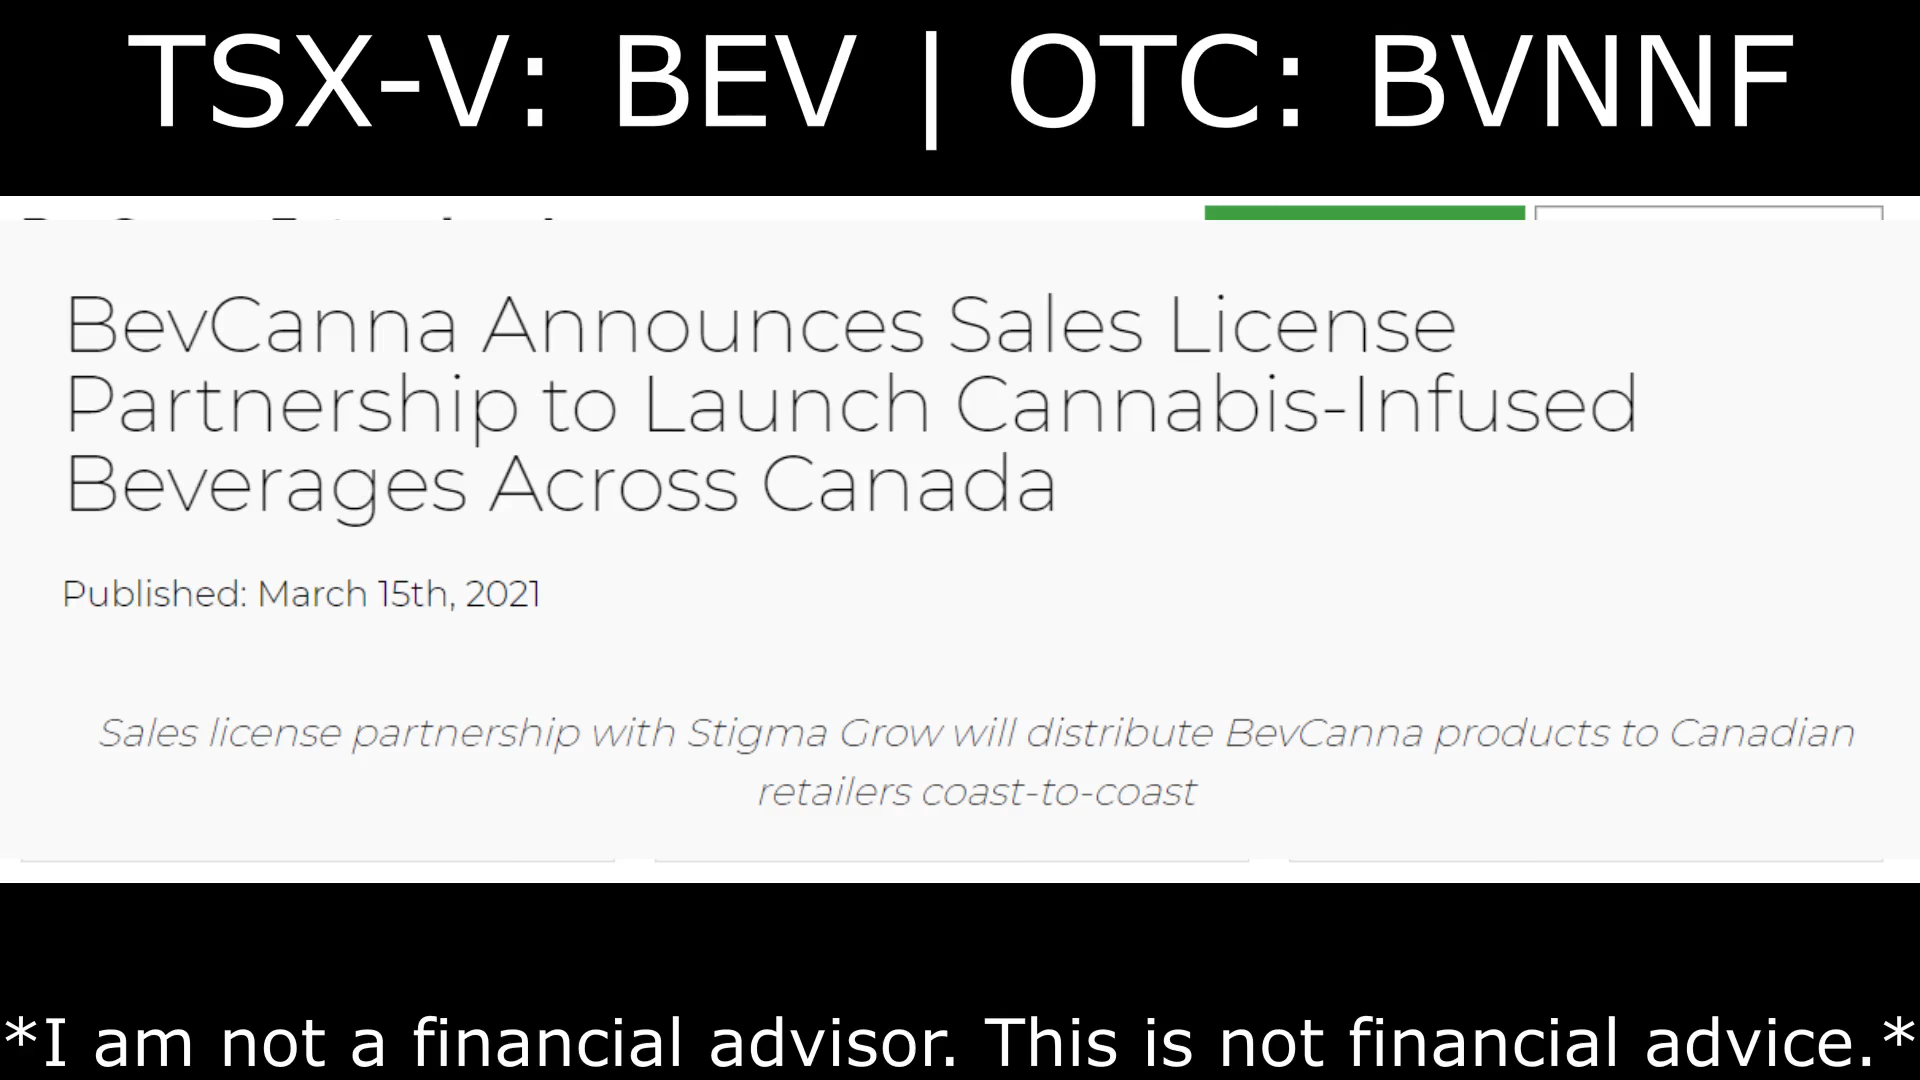 TSX-V: BEV | OTC: BVNNF
BevCanna Announces Sales License
Partnership to Launch Cannabis-Infused
Beverages Across Canada
Published: March 15th, 2021
Sales license partnership with Stigma Grow will distribute BevCanna products to Canadian
retailers coast-to-coast
*I am not a financial advisor. This is not financial advice.*